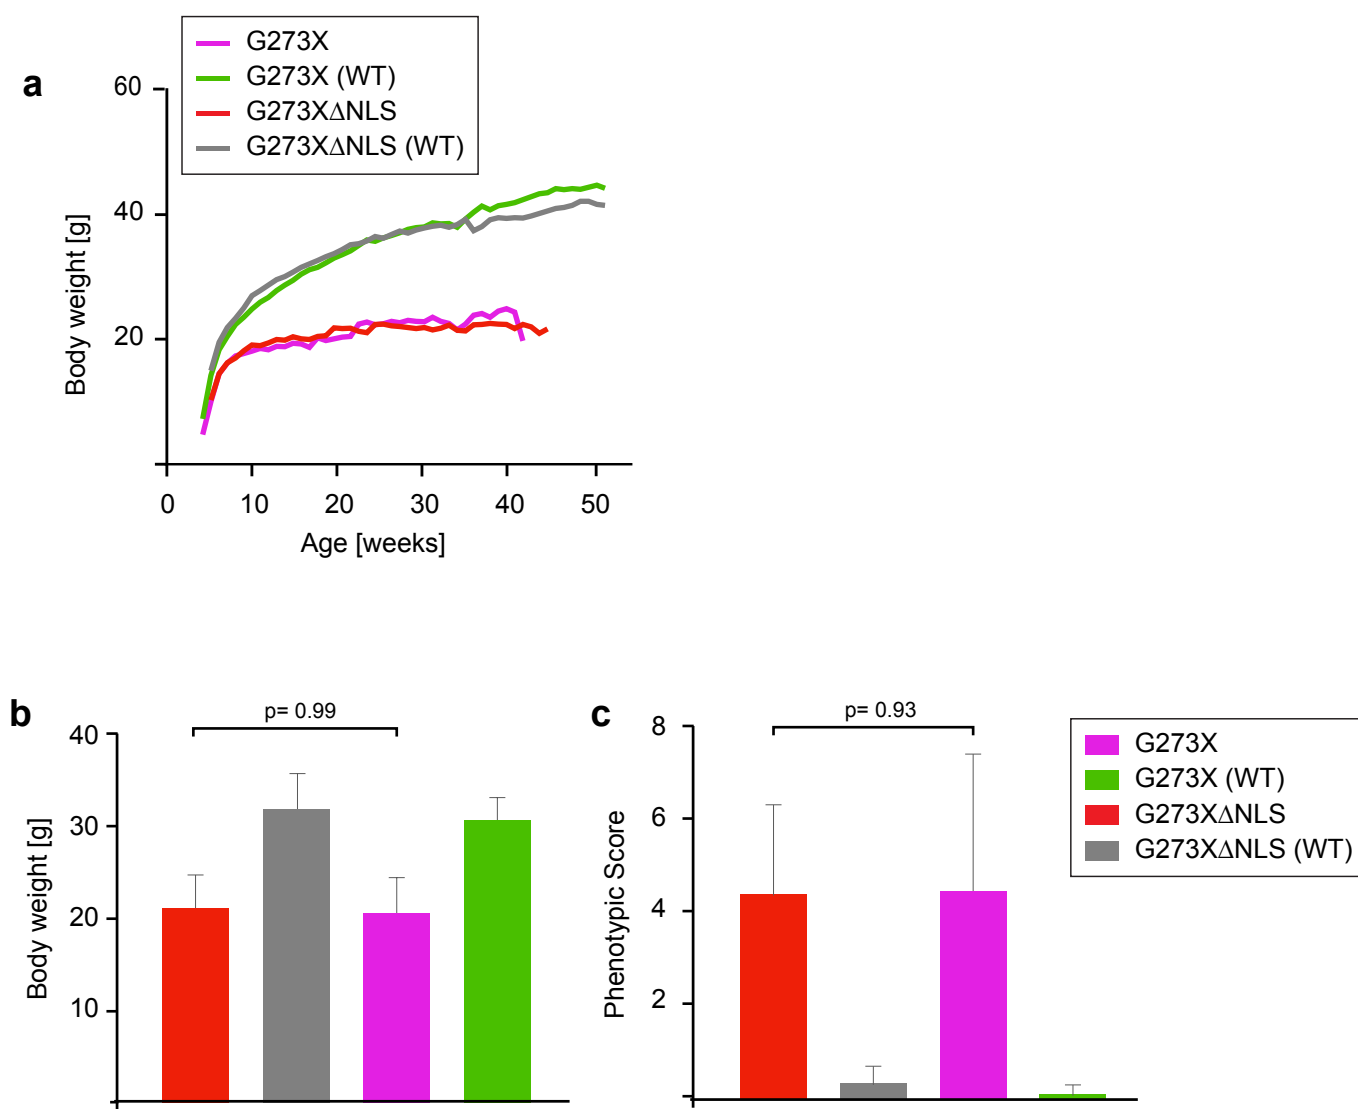 a
G273X
G273X (WT)
G273XΔNLS
G273XΔNLS (WT)
60
40
20
Body weight [g]
0 10 20 30 40 50
Age [weeks]
b
p= 0.99
40
30
20
10
Body weight [g]
c
p= 0.93
8
6
4
2
Phenotypic Score
G273X
G273X (WT)
G273XΔNLS
G273XΔNLS (WT)